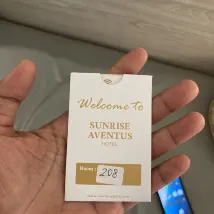 Welcome To
SUNRISE
AVENTUS
HOTEL
Room : 208